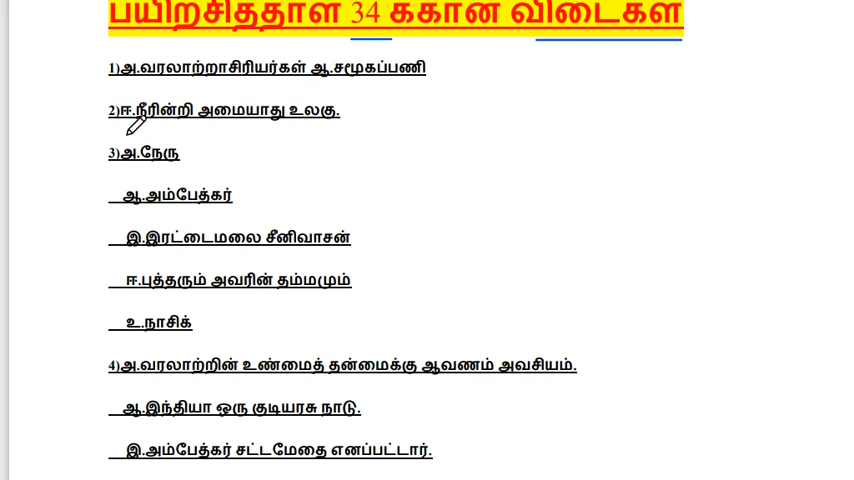 பயிற்சித்தாள் 34 க்கான விடைகள்
1)அ.வரலாற்றாசிரியர்கள் ஆ.சமூகப்பணி
2)ஈ.நீரின்றி அமையாது உலகு.
3)அ.நேரு
ஆ.அம்பேத்கர்
இ.இரட்டைமலை சீனிவாசன்
ஈ.புத்தரும் அவரின் தம்மமும்
உ.நாசிக்
4)அ.வரலாற்றின் உண்மைத் தன்மைக்கு ஆவணம் அவசியம்.
ஆ.இந்தியா ஒரு குடியரசு நாடு.
இ.அம்பேத்கர் சட்டமேதை எனப்பட்டார்.